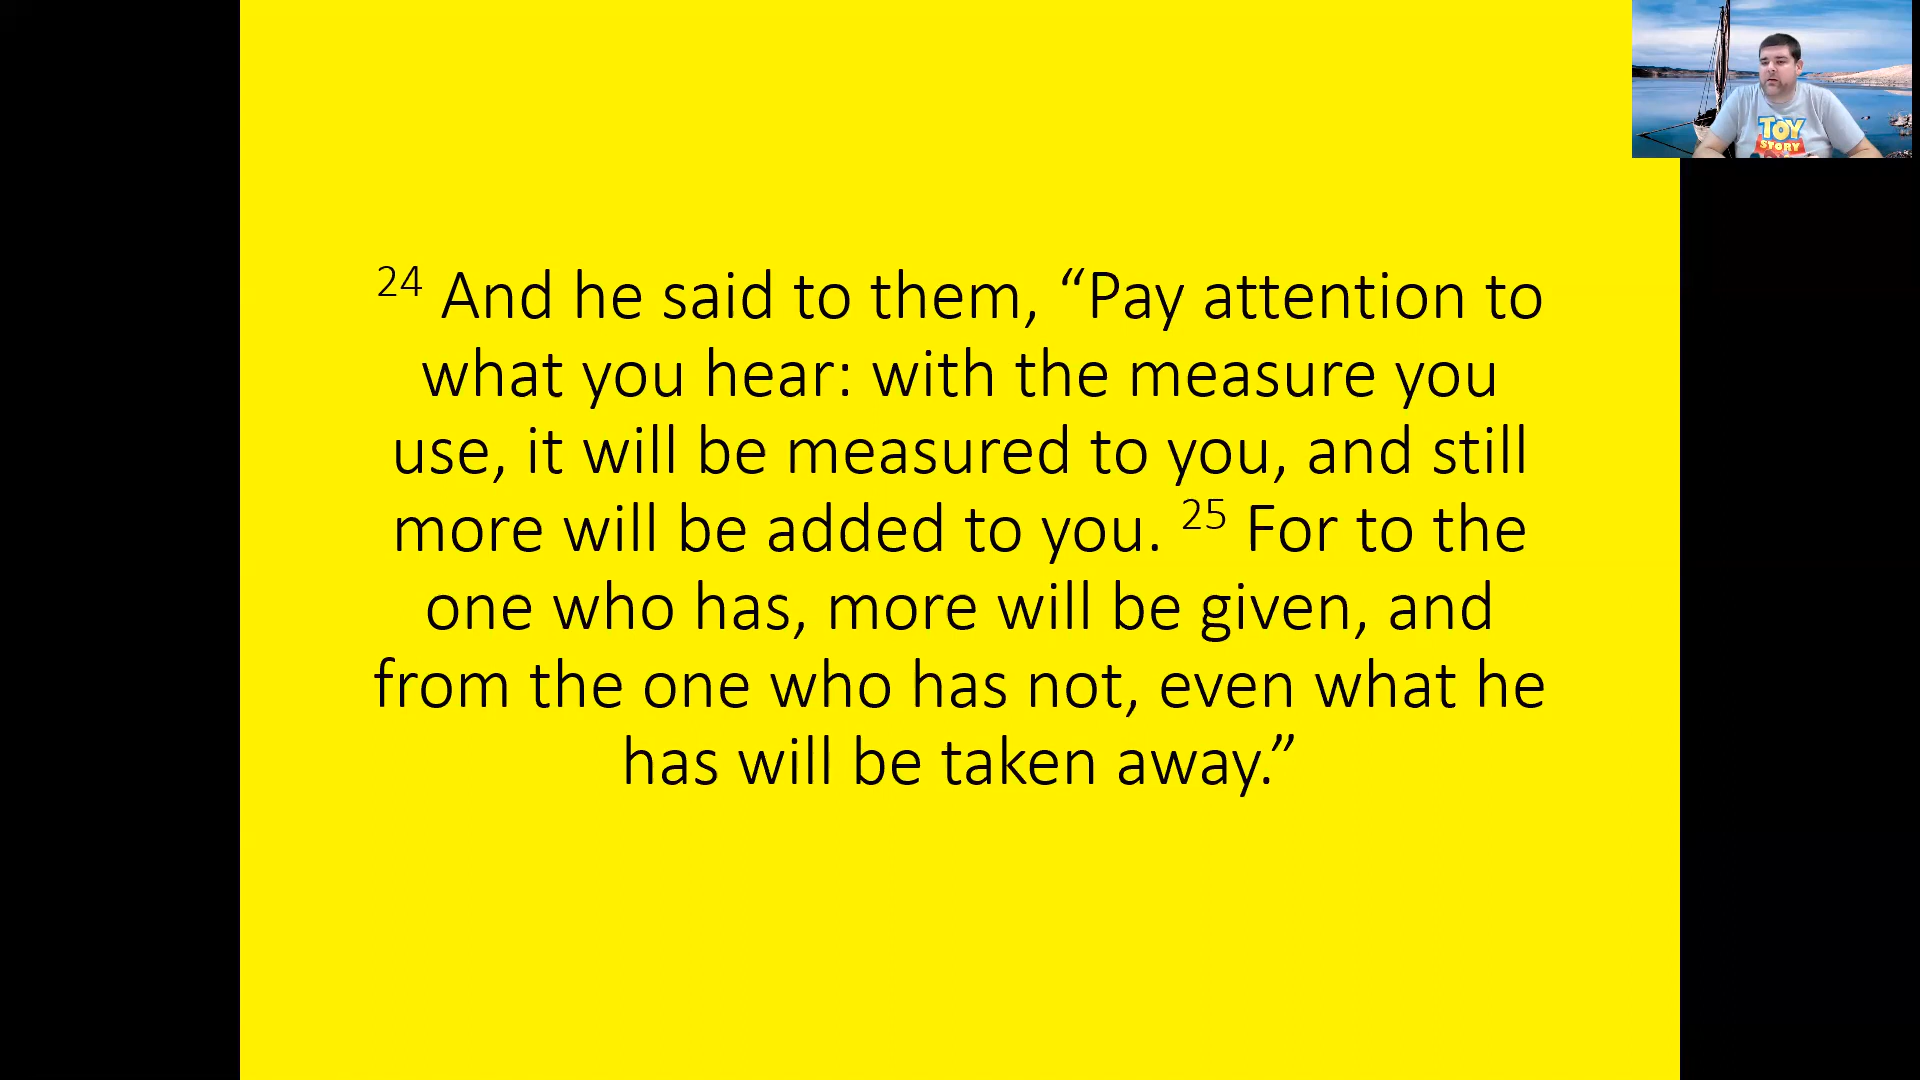 24 And he said to them, “Pay attention to
what you hear: with the measure you
use, it will be measured to you, and still
more will be added to you. 25 For to the
one who has, more will be given, and
from the one who has not, even what he
has will be taken away.”
TOY
STORY